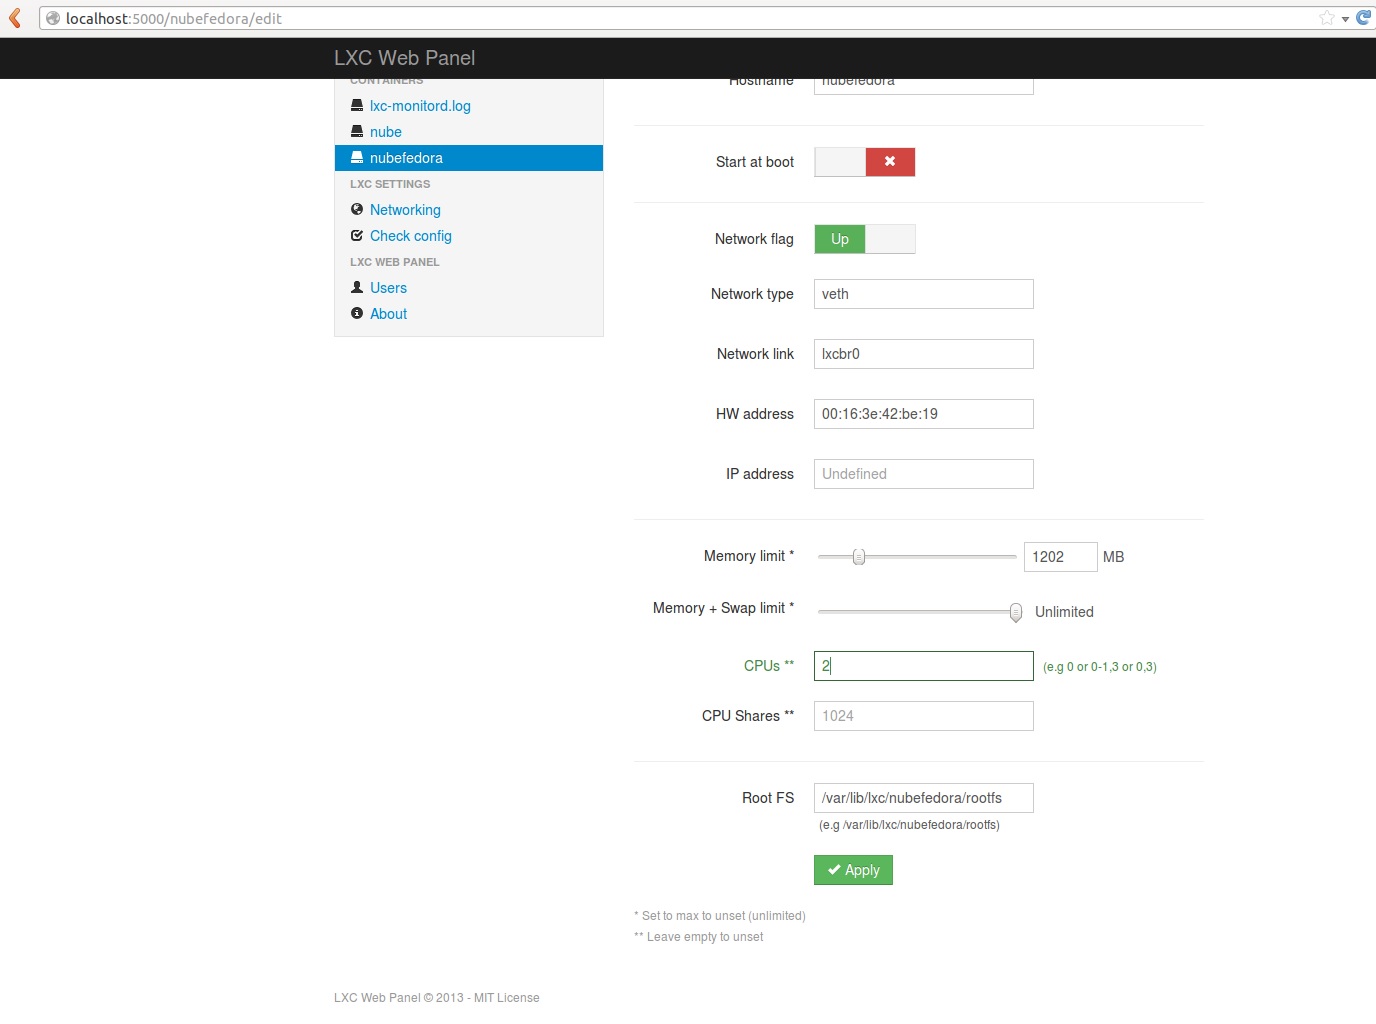 localhost:5000/nubefedora/edit
LXC Web Panel
CONTAINERS
lxc-monitord.log
nube
nubefedora
LXC SETTINGS
Networking
Check config
LXC WEB PANEL
Users
About
Hostname nubefedora
Start at boot
Network flag Up
Network type veth
Network link lxcbr0
HW address 00:16:3e:42:be:19
IP address Undefined
Memory limit * 1202 MB
Memory + Swap limit * Unlimited
CPUs ** 2 (e.g 0 or 0-1,3 or 0,3)
CPU Shares ** 1024
Root FS /var/lib/lxc/nubefedora/rootfs
(e.g /var/lib/lxc/nubefedora/rootfs)
Apply
* Set to max to unset (unlimited)
** Leave empty to unset
LXC Web Panel © 2013 - MIT License